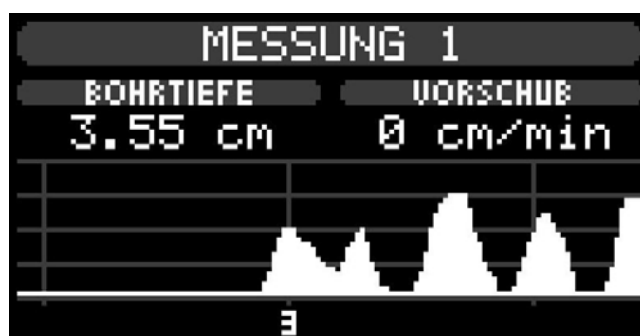 MESSUNG 1
BOHRTIEFE VORSCHUB
3.55 cm 0 cm/min
3